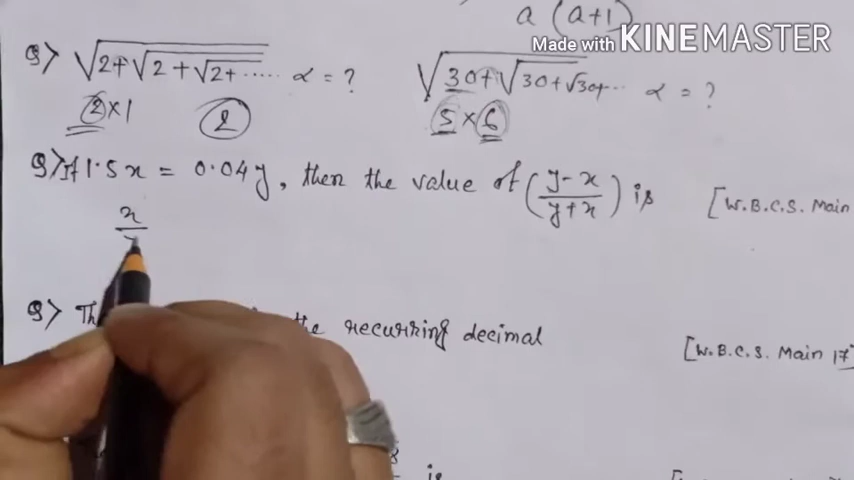 a (a+1)
Made with KINEMASTER
Q> √2+√2+√2+..... α = ?
√30+√30+√30+... α = ?
2×1 2
5×6
Q> If 1.5x = 0.04y, then the value of (y-x/y+x) is [W.B.C.S. Main
x
Q> the recurring decimal [W.B.C.S. Main 17]
is